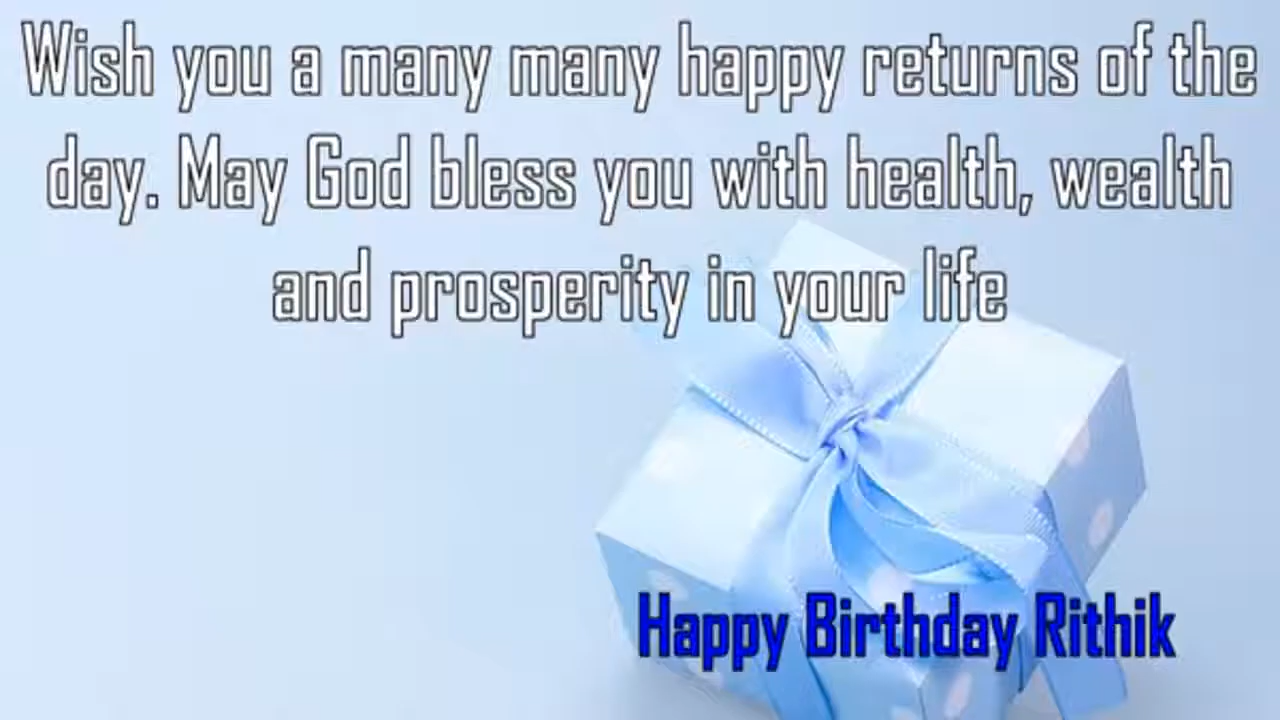 Wish you a many many happy returns of the
day. May God bless you with health, wealth
and prosperity in your life
Happy Birthday Rithik